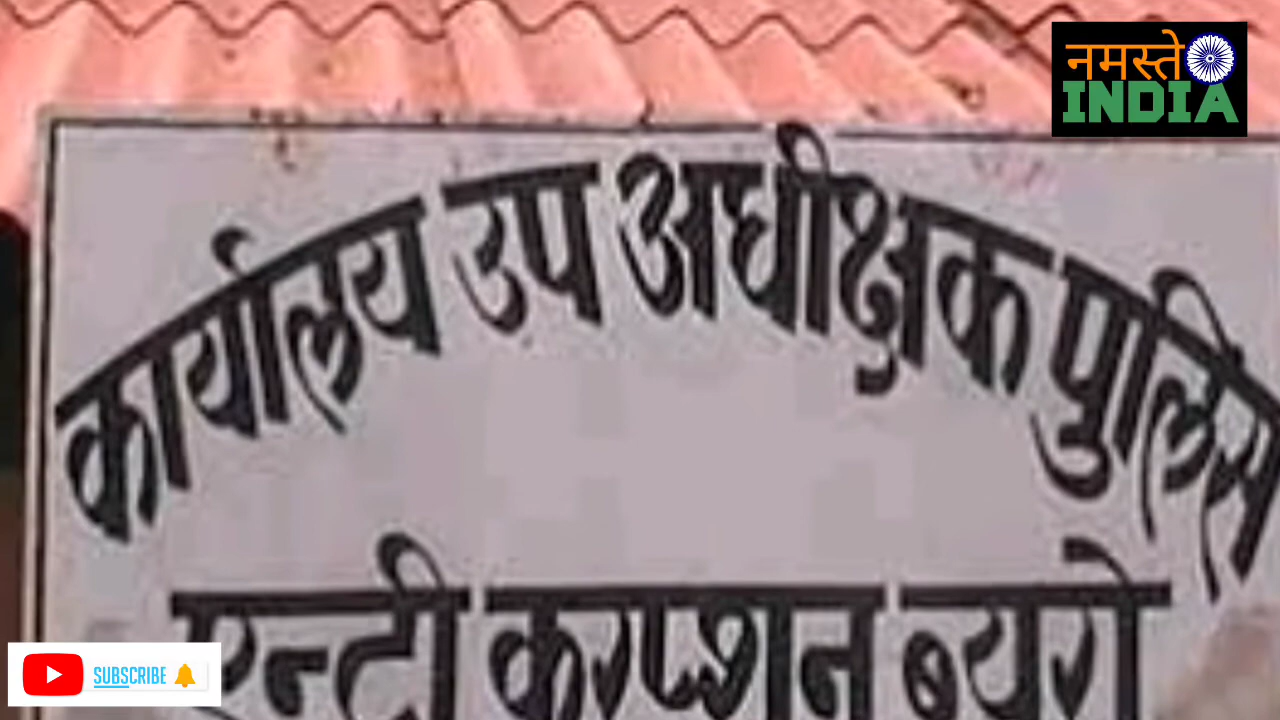 नमस्ते
INDIA
कार्यालय उप अधीक्षक पुलिस
एन्टी करप्शन ब्यूरो
SUBSCRIBE